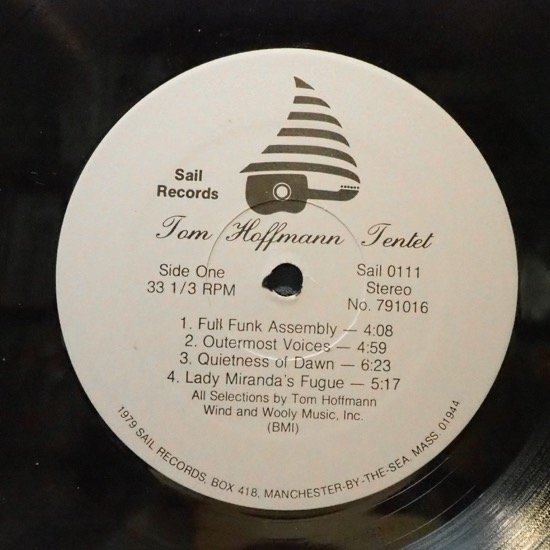 Sail
Records
Tom Hoffmann Tentet
Side One
33 1/3 RPM
Sail 0111
Stereo
No. 791016
1. Full Funk Assembly — 4:08
2. Outermost Voices — 4:59
3. Quietness of Dawn — 6:23
4. Lady Miranda's Fugue — 5:17
All Selections by Tom Hoffmann
Wind and Wooly Music, Inc.
(BMI)
1979 SAIL RECORDS, BOX 418, MANCHESTER-BY-THE-SEA, MASS. 01944